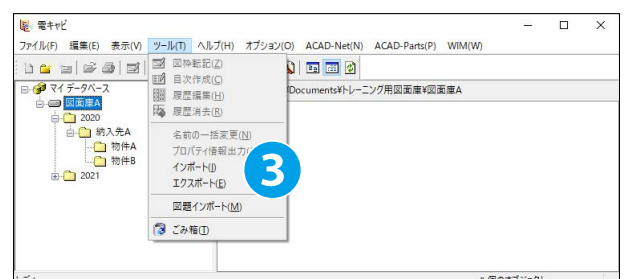 電キャビ
ファイル(F) 編集(E) 表示(V) ツール(T) ヘルプ(H) オプション(O) ACAD-Net(N) ACAD-Parts(P) WIM(W)
図枠転記(Z)
目次作成(C)
履歴編集(H)
履歴消去(R)
名前の一括変更(N)
プロパティ情報出力
インポート(I)
エクスポート(E)
図題インポート(M)
ごみ箱(T)
3
Documents¥トレーニング用図面庫¥図面庫A
マイ データベース
図面庫A
2020
納入先A
物件A
物件B
2021